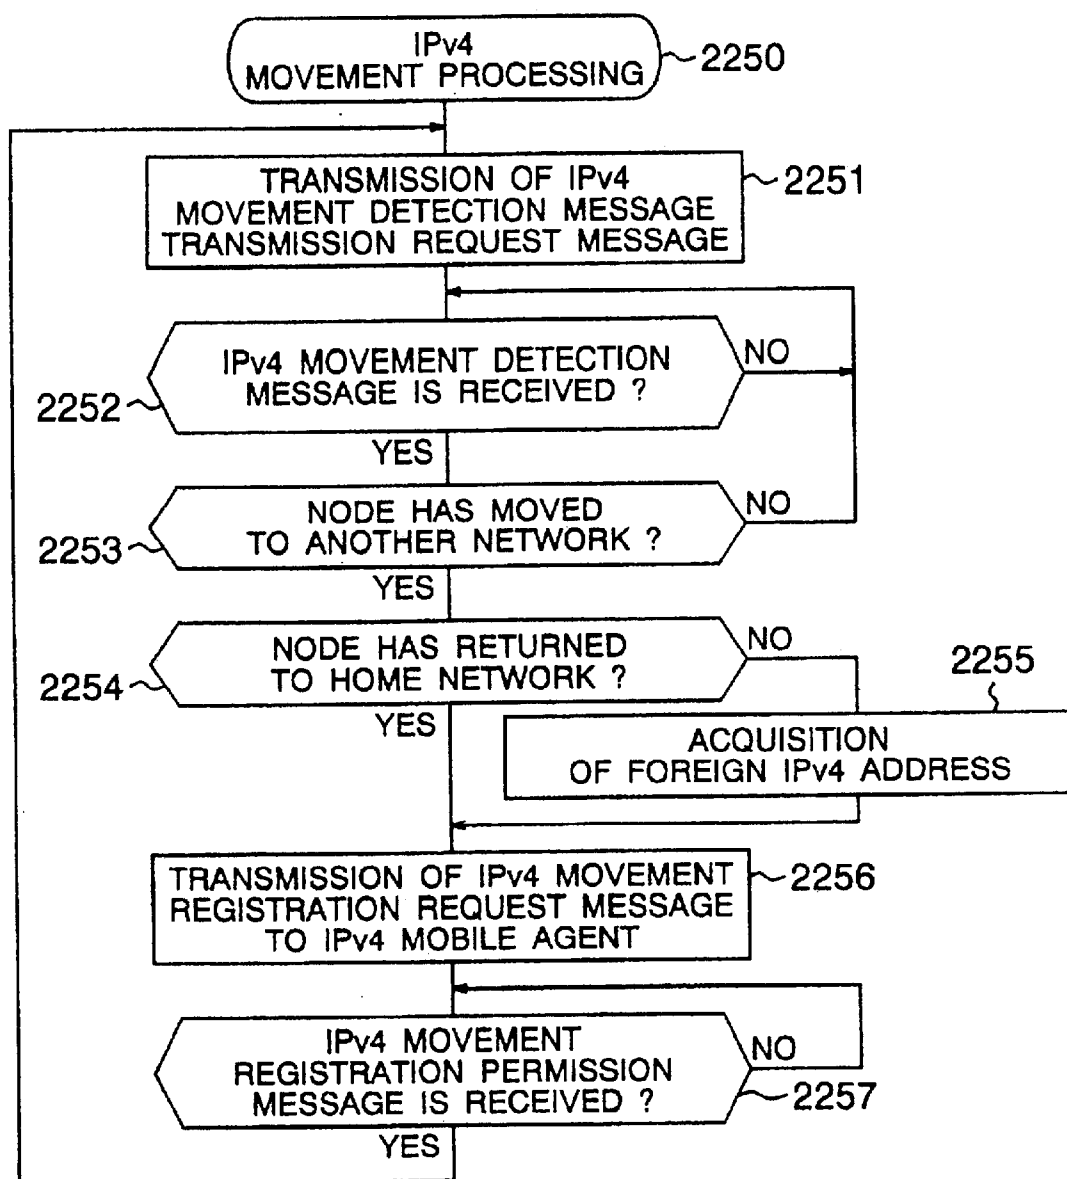 IPv4
MOVEMENT PROCESSING
2250
TRANSMISSION OF IPv4
MOVEMENT DETECTION MESSAGE
TRANSMISSION REQUEST MESSAGE
2251
IPv4 MOVEMENT DETECTION
MESSAGE IS RECEIVED ?
NO
2252
YES
NODE HAS MOVED
TO ANOTHER NETWORK ?
NO
2253
YES
NODE HAS RETURNED
TO HOME NETWORK ?
NO
2254
YES
2255
ACQUISITION
OF FOREIGN IPv4 ADDRESS
TRANSMISSION OF IPv4 MOVEMENT
REGISTRATION REQUEST MESSAGE
TO IPv4 MOBILE AGENT
2256
IPv4 MOVEMENT
REGISTRATION PERMISSION
MESSAGE IS RECEIVED ?
NO
2257
YES